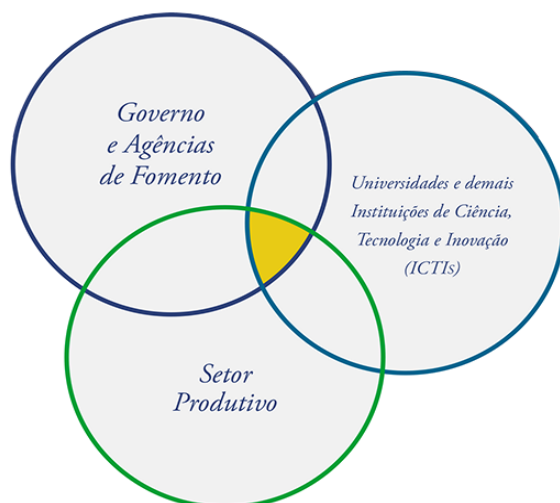 Governo
e Agências
de Fomento
Universidades e demais
Instituições de Ciência,
Tecnologia e Inovação
(ICTIs)
Setor
Produtivo